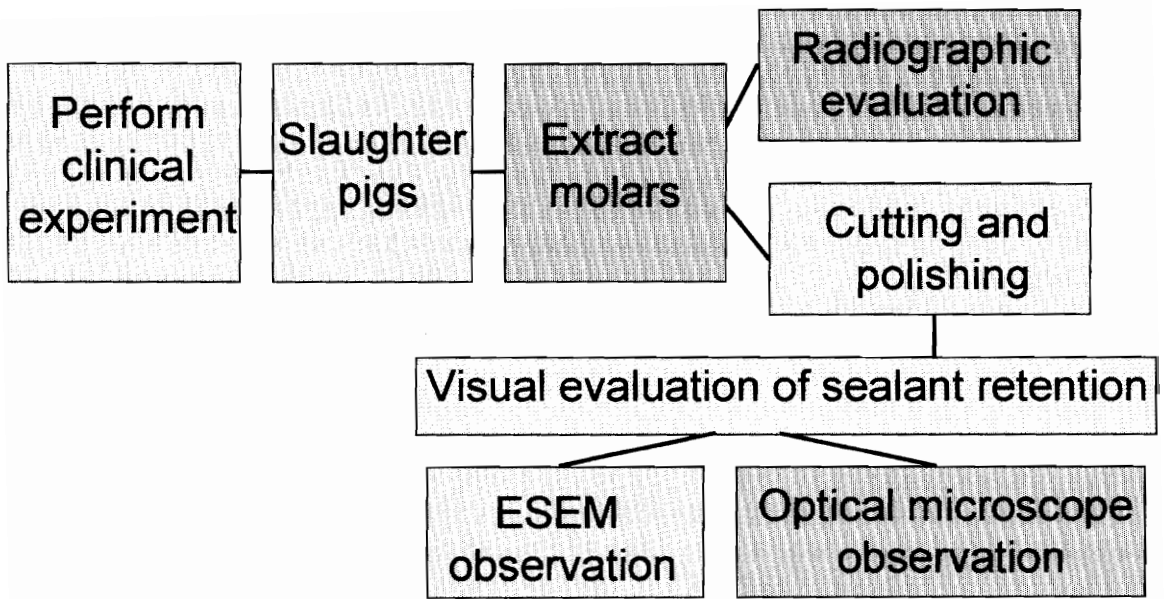 Perform
clinical
experiment
Slaughter
pigs
Extract
molars
Radiographic
evaluation
Cutting and
polishing
Visual evaluation of sealant retention
ESEM
observation
Optical microscope
observation